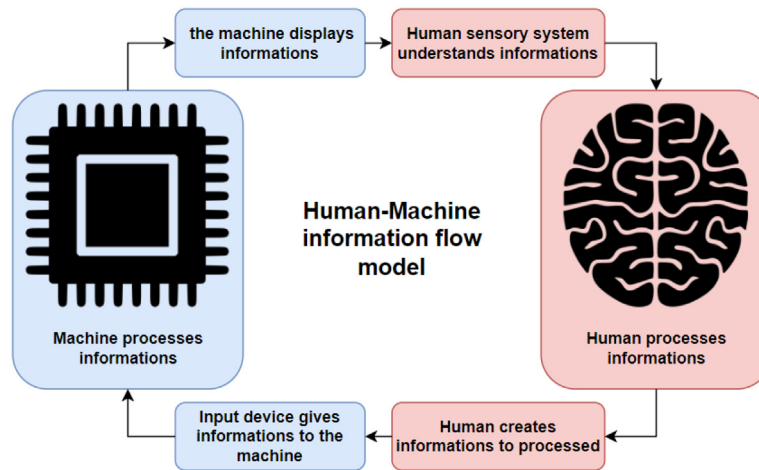 the machine displays
informations
Human sensory system
understands informations
Human-Machine
information flow
model
Machine processes
informations
Human processes
informations
Input device gives
informations to the
machine
Human creates
informations to processed